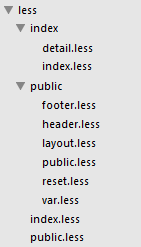 less
index
detail.less
index.less
public
footer.less
header.less
layout.less
public.less
reset.less
var.less
index.less
public.less